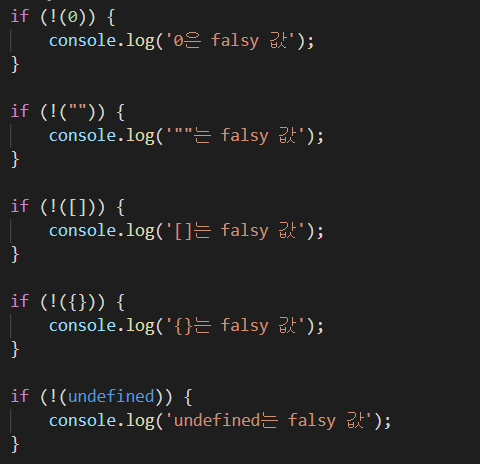 if (!(0)) {
    console.log('0은 falsy 값');
}
if (!("")) {
    console.log('""는 falsy 값');
}
if (!([])) {
    console.log('[]는 falsy 값');
}
if (!({})) {
    console.log('{}는 falsy 값');
}
if (!(undefined)) {
    console.log('undefined는 falsy 값');
}